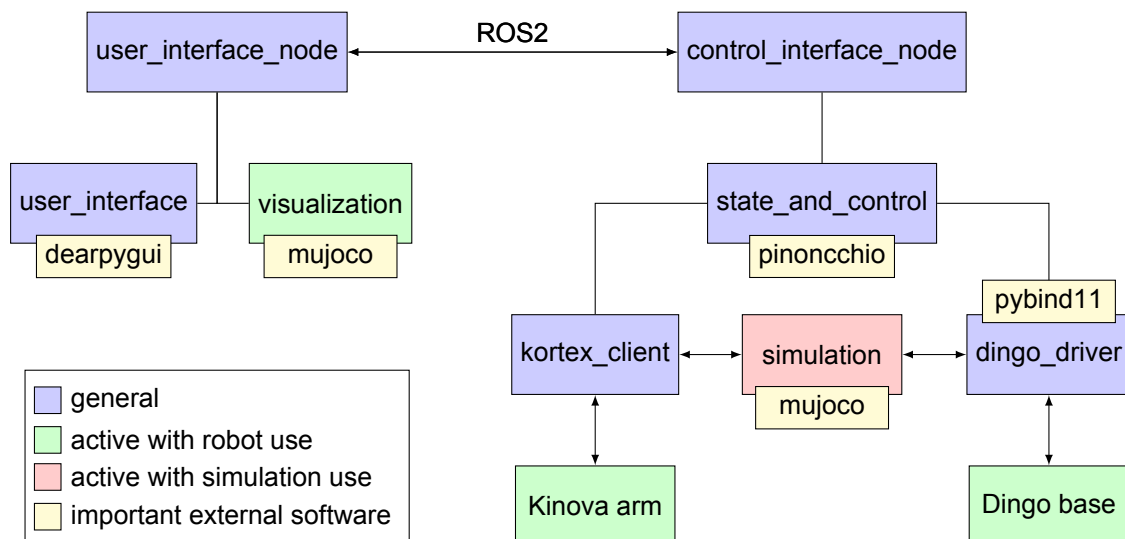 ROS2
user_interface_node
control_interface_node
user_interface
visualization
state_and_control
dearpygui
mujoco
pinoncchio
pybind11
kortex_client
simulation
dingo_driver
mujoco
general
active with robot use
active with simulation use
important external software
Kinova arm
Dingo base